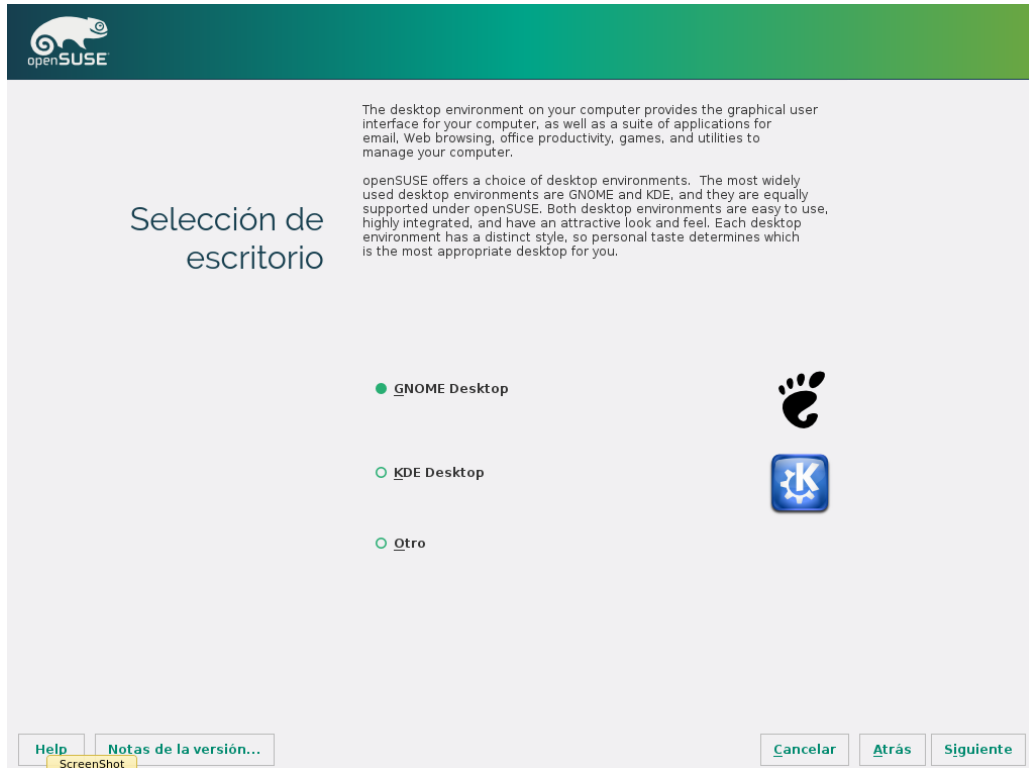 openSUSE
The desktop environment on your computer provides the graphical user
interface for your computer, as well as a suite of applications for
email, Web browsing, office productivity, games, and utilities to
manage your computer.
openSUSE offers a choice of desktop environments.  The most widely
used desktop environments are GNOME and KDE, and they are equally
supported under openSUSE. Both desktop environments are easy to use,
highly integrated, and have an attractive look and feel. Each desktop
environment has a distinct style, so personal taste determines which
is the most appropriate desktop for you.
Selección de
escritorio
GNOME Desktop
KDE Desktop
K
Otro
Help Notas de la versión... Cancelar Atrás Siguiente
ScreenShot